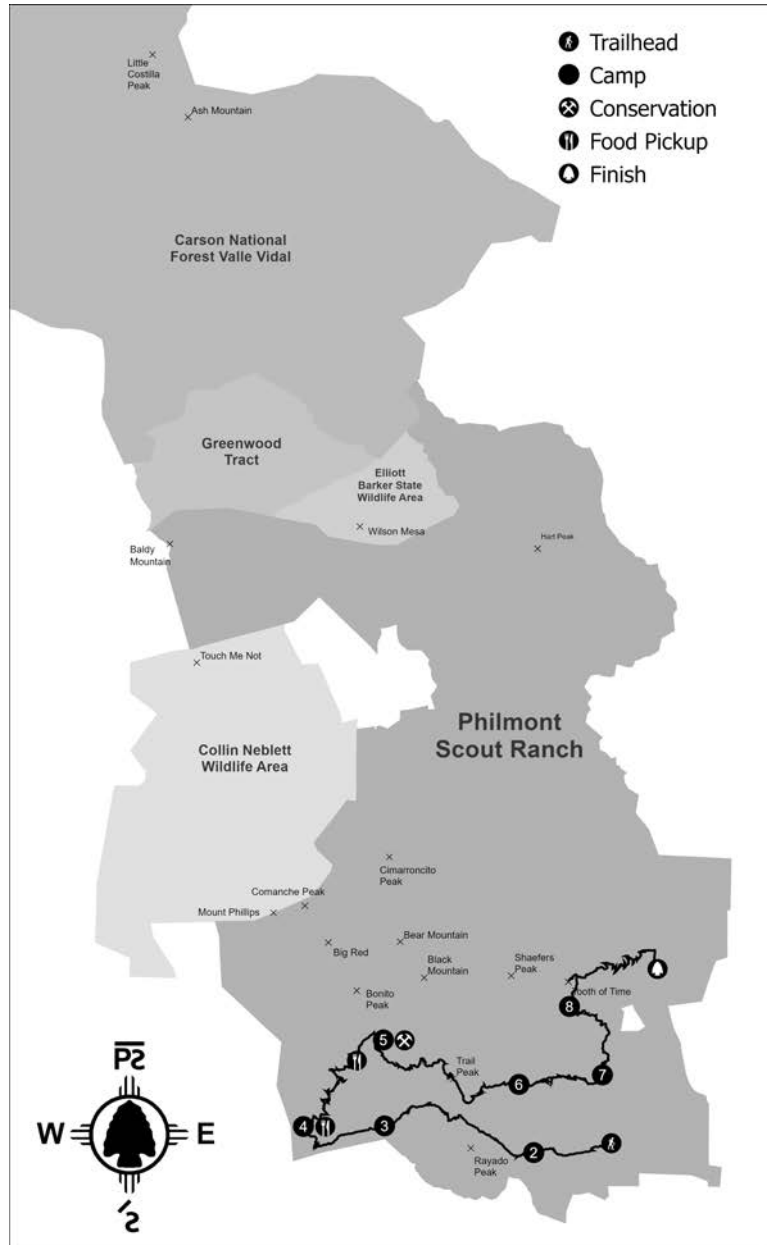 Little
Costilla
Peak
Ash Mountain
Trailhead
Camp
Conservation
Food Pickup
Finish
Carson National
Forest Valle Vidal
Greenwood
Tract
Elliott
Barker State
Wildlife Area
Wilson Mesa
Hart Peak
Baldy
Mountain
Touch Me Not
Collin Neblett
Wildlife Area
Philmont
Scout Ranch
Cimarroncito
Peak
Comanche Peak
Mount Phillips
Big Red
Bear Mountain
Black
Mountain
Shaefers
Peak
Bonito
Peak
Tooth of Time
8
5
Trail
Peak
6
7
4
3
2
Rayado
Peak
W
E